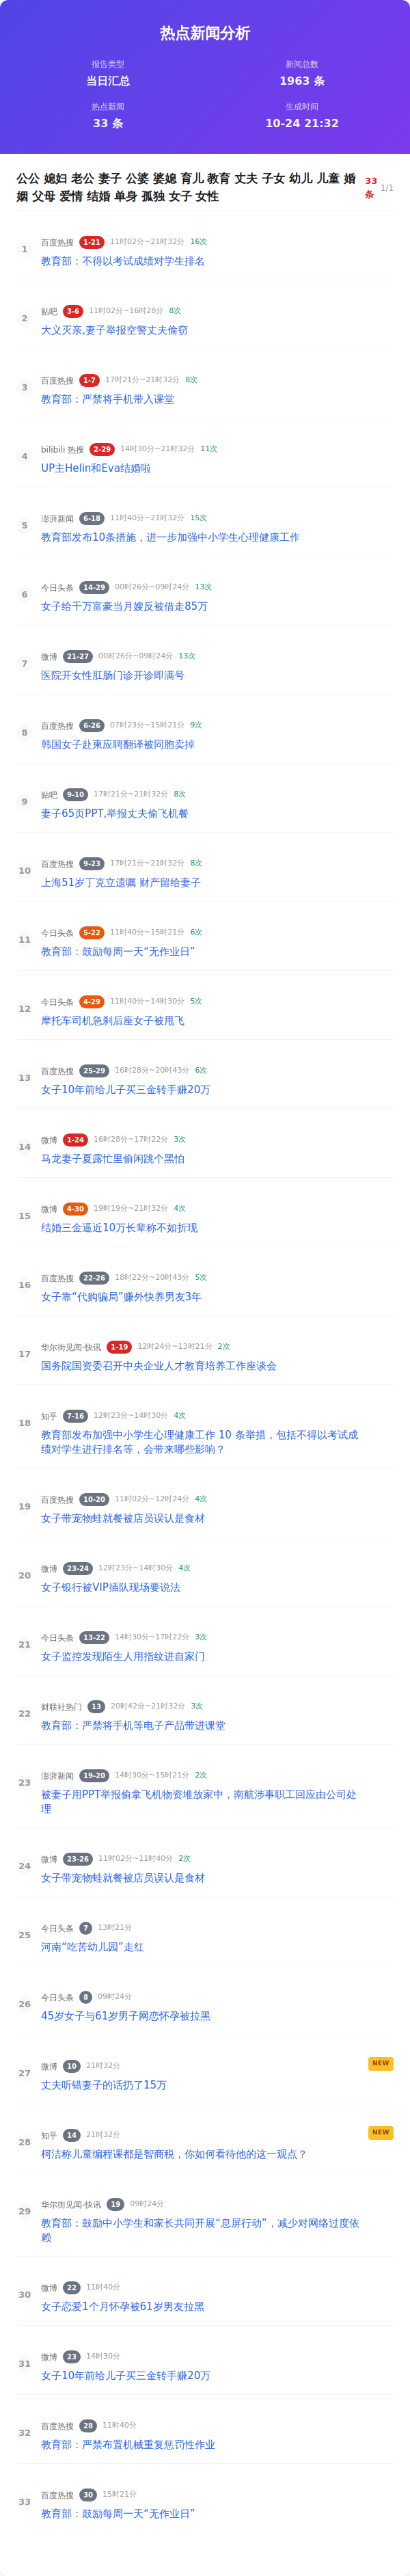 热点新闻分析
报告类型
当日汇总
新闻总数
1963 条
热点新闻
33 条
生成时间
10-24 21:32
公公 媳妇 老公 妻子 公婆 婆媳 育儿 教育 丈夫 子女 幼儿 儿童 婚
姻 父母 爱情 结婚 单身 孤独 女子 女性
33
条
1/1
1
百度热搜 1-21 11时02分~21时32分 16次
教育部：不得以考试成绩对学生排名
2
贴吧 3-6 11时02分~16时28分 8次
大义灭亲,妻子举报空警丈夫偷窃
3
百度热搜 1-7 17时21分~21时32分 8次
教育部：严禁将手机带入课堂
4
bilibili 热搜 2-29 14时30分~21时32分 11次
UP主Helin和Eva结婚啦
5
澎湃新闻 6-18 11时40分~21时32分 15次
教育部发布10条措施，进一步加强中小学生心理健康工作
6
今日头条 14-29 00时26分~09时24分 13次
女子给千万富豪当月嫂反被借走85万
7
微博 21-27 00时26分~09时24分 13次
医院开女性肛肠门诊开诊即满号
8
百度热搜 6-26 07时23分~15时21分 9次
韩国女子赴柬应聘翻译被同胞卖掉
9
贴吧 9-10 17时21分~21时32分 8次
妻子65页PPT,举报丈夫偷飞机餐
10
百度热搜 9-23 17时21分~21时32分 8次
上海51岁丁克立遗嘱 财产留给妻子
11
今日头条 5-22 11时40分~15时21分 6次
教育部：鼓励每周一天“无作业日”
12
今日头条 4-29 11时40分~14时30分 5次
摩托车司机急刹后座女子被甩飞
13
百度热搜 25-29 16时28分~20时43分 6次
女子10年前给儿子买三金转手赚20万
14
微博 1-24 16时28分~17时22分 3次
马龙妻子夏露忙里偷闲跳个黑怕
15
微博 4-30 19时19分~21时32分 4次
结婚三金逼近10万长辈称不如折现
16
百度热搜 22-26 18时22分~20时43分 5次
女子靠“代购骗局”赚外快养男友3年
17
华尔街见闻-快讯 1-19 12时24分~13时21分 2次
国务院国资委召开中央企业人才教育培养工作座谈会
18
知乎 7-16 12时23分~14时30分 4次
教育部发布加强中小学生心理健康工作 10 条举措，包括不得以考试成
绩对学生进行排名等，会带来哪些影响？
19
百度热搜 10-20 11时02分~12时24分 4次
女子带宠物蛙就餐被店员误认是食材
20
微博 23-24 12时23分~14时30分 4次
女子银行被VIP插队现场要说法
21
今日头条 13-22 14时30分~17时22分 3次
女子监控发现陌生人用指纹进自家门
22
财联社热门 13 20时42分~21时32分 3次
教育部：严禁将手机等电子产品带进课堂
23
澎湃新闻 19-20 14时30分~15时21分 2次
被妻子用PPT举报偷拿飞机物资堆放家中，南航涉事职工回应由公司处
理
24
微博 23-26 11时02分~11时40分 2次
女子带宠物蛙就餐被店员误认是食材
25
今日头条 7 13时21分
河南“吃苦幼儿园”走红
26
今日头条 8 09时24分
45岁女子与61岁男子网恋怀孕被拉黑
27
微博 10 21时32分
NEW
丈夫听错妻子的话扔了15万
28
知乎 14 21时32分
NEW
柯洁称儿童编程课都是智商税，你如何看待他的这一观点？
29
华尔街见闻-快讯 19 09时24分
教育部：鼓励中小学生和家长共同开展“息屏行动”，减少对网络过度依
赖
30
微博 22 11时40分
女子恋爱1个月怀孕被61岁男友拉黑
31
微博 23 14时30分
女子10年前给儿子买三金转手赚20万
32
百度热搜 28 11时40分
教育部：严禁布置机械重复惩罚性作业
33
百度热搜 30 15时21分
教育部：鼓励每周一天“无作业日”